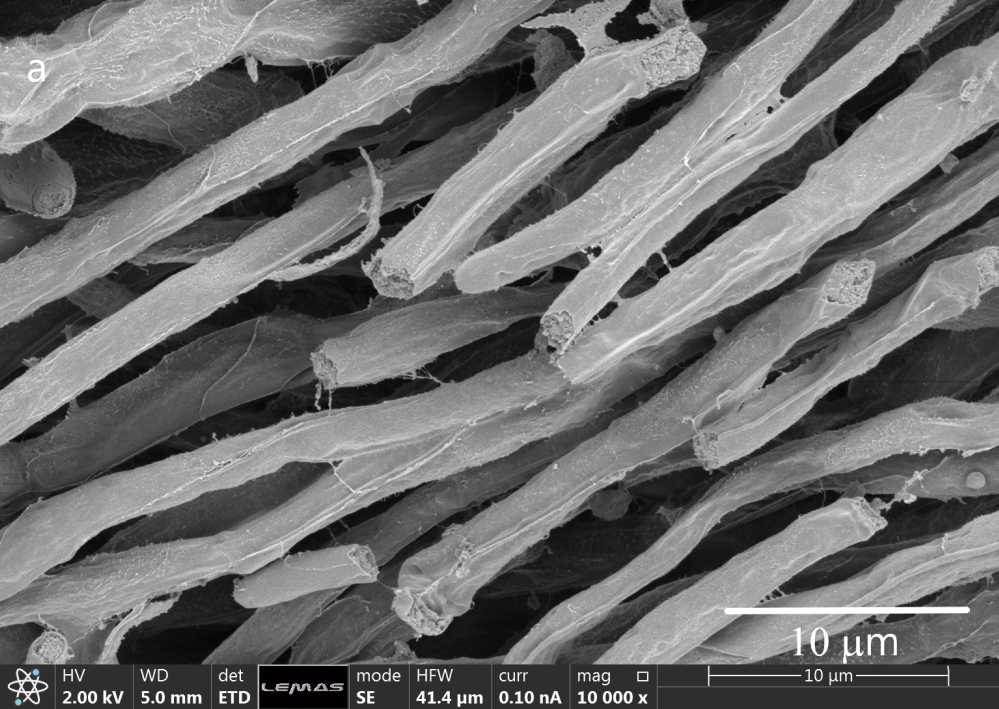 a
10 μm
HV WD det LEMAS mode HFW curr mag 10 μm
2.00 kV 5.0 mm ETD SE 41.4 μm 0.10 nA 10 000 x